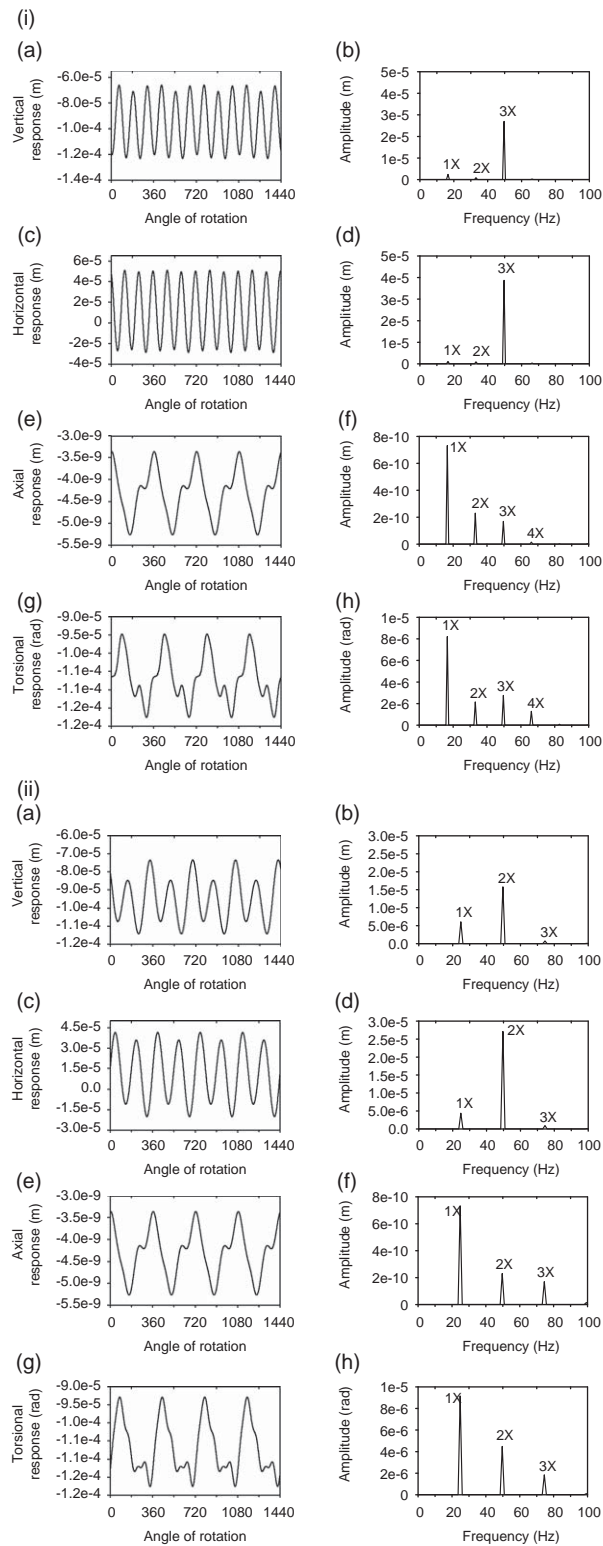 (i)
(a)
Vertical
response (m)
−6.0e-5
−8.0e-5
−1.0e-4
−1.2e-4
−1.4e-4
0 360 720 1080 1440
Angle of rotation
(b)
Amplitude (m)
5e-5
4e-5
3e-5
2e-5
1e-5
0
1X 2X 3X
0 20 40 60 80 100
Frequency (Hz)
(c)
Horizontal
response (m)
6e-5
4e-5
2e-5
0
-2e-5
-4e-5
0 360 720 1080 1440
Angle of rotation
(d)
Amplitude (m)
5e-5
4e-5
3e-5
2e-5
1e-5
0
1X 2X 3X
0 20 40 60 80 100
Frequency (Hz)
(e)
Axial
response (m)
−3.0e-9
−3.5e-9
−4.5e-9
−5.0e-9
−5.5e-9
0 360 720 1080 1440
Angle of rotation
(f)
Amplitude (m)
8e-10
6e-10
4e-10
2e-10
0
1X 2X 3X 4X
0 20 40 60 80 100
Frequency (Hz)
(g)
Torsional
response (rad)
−9.0e-5
−9.5e-5
−1.0e-4
−1.1e-4
−1.1e-4
−1.2e-4
0 360 720 1080 1440
Angle of rotation
(h)
Amplitude (rad)
1e-5
8e-6
6e-6
4e-6
2e-6
0
1X 2X 3X 4X
0 20 40 60 80 100
Frequency (Hz)
(ii)
(a)
Vertical
response (m)
−6.0e-5
−7.0e-5
−8.0e-5
−9.0e-5
−1.0e-4
−1.1e-4
−1.2e-4
0 360 720 1080 1440
Angle of rotation
(b)
Amplitude (m)
3.0e-5
2.5e-5
2.0e-5
1.5e-5
1.0e-5
5.0e-6
0.0
1X 2X 3X
0 20 40 60 80 100
Frequency (Hz)
(c)
Horizontal
response (m)
4.5e-5
3.0e-5
1.5e-5
0.0
−1.5e-5
−3.0e-5
0 360 720 1080 1440
Angle of rotation
(d)
Amplitude (m)
3.0e-5
2.5e-5
2.0e-5
1.5e-5
1.0e-5
5.0e-6
0.0
1X 2X 3X
0 20 40 60 80 100
Frequency (Hz)
(e)
Axial
response (m)
−3.0e-9
−3.5e-9
−4.5e-9
−5.0e-9
−5.5e-9
0 360 720 1080 1440
Angle of rotation
(f)
Amplitude (m)
8e-10
6e-10
4e-10
2e-10
0
1X 2X 3X
0 20 40 60 80 100
Frequency (Hz)
(g)
Torsional
response (rad)
−9.0e-5
−1.0e-4
−1.1e-4
−1.1e-4
−1.2e-4
0 360 720 1080 1440
Angle of rotation
(h)
Amplitude (rad)
1e-5
8e-6
6e-6
4e-6
2e-6
0
1X 2X 3X
0 20 40 60 80 100
Frequency (Hz)